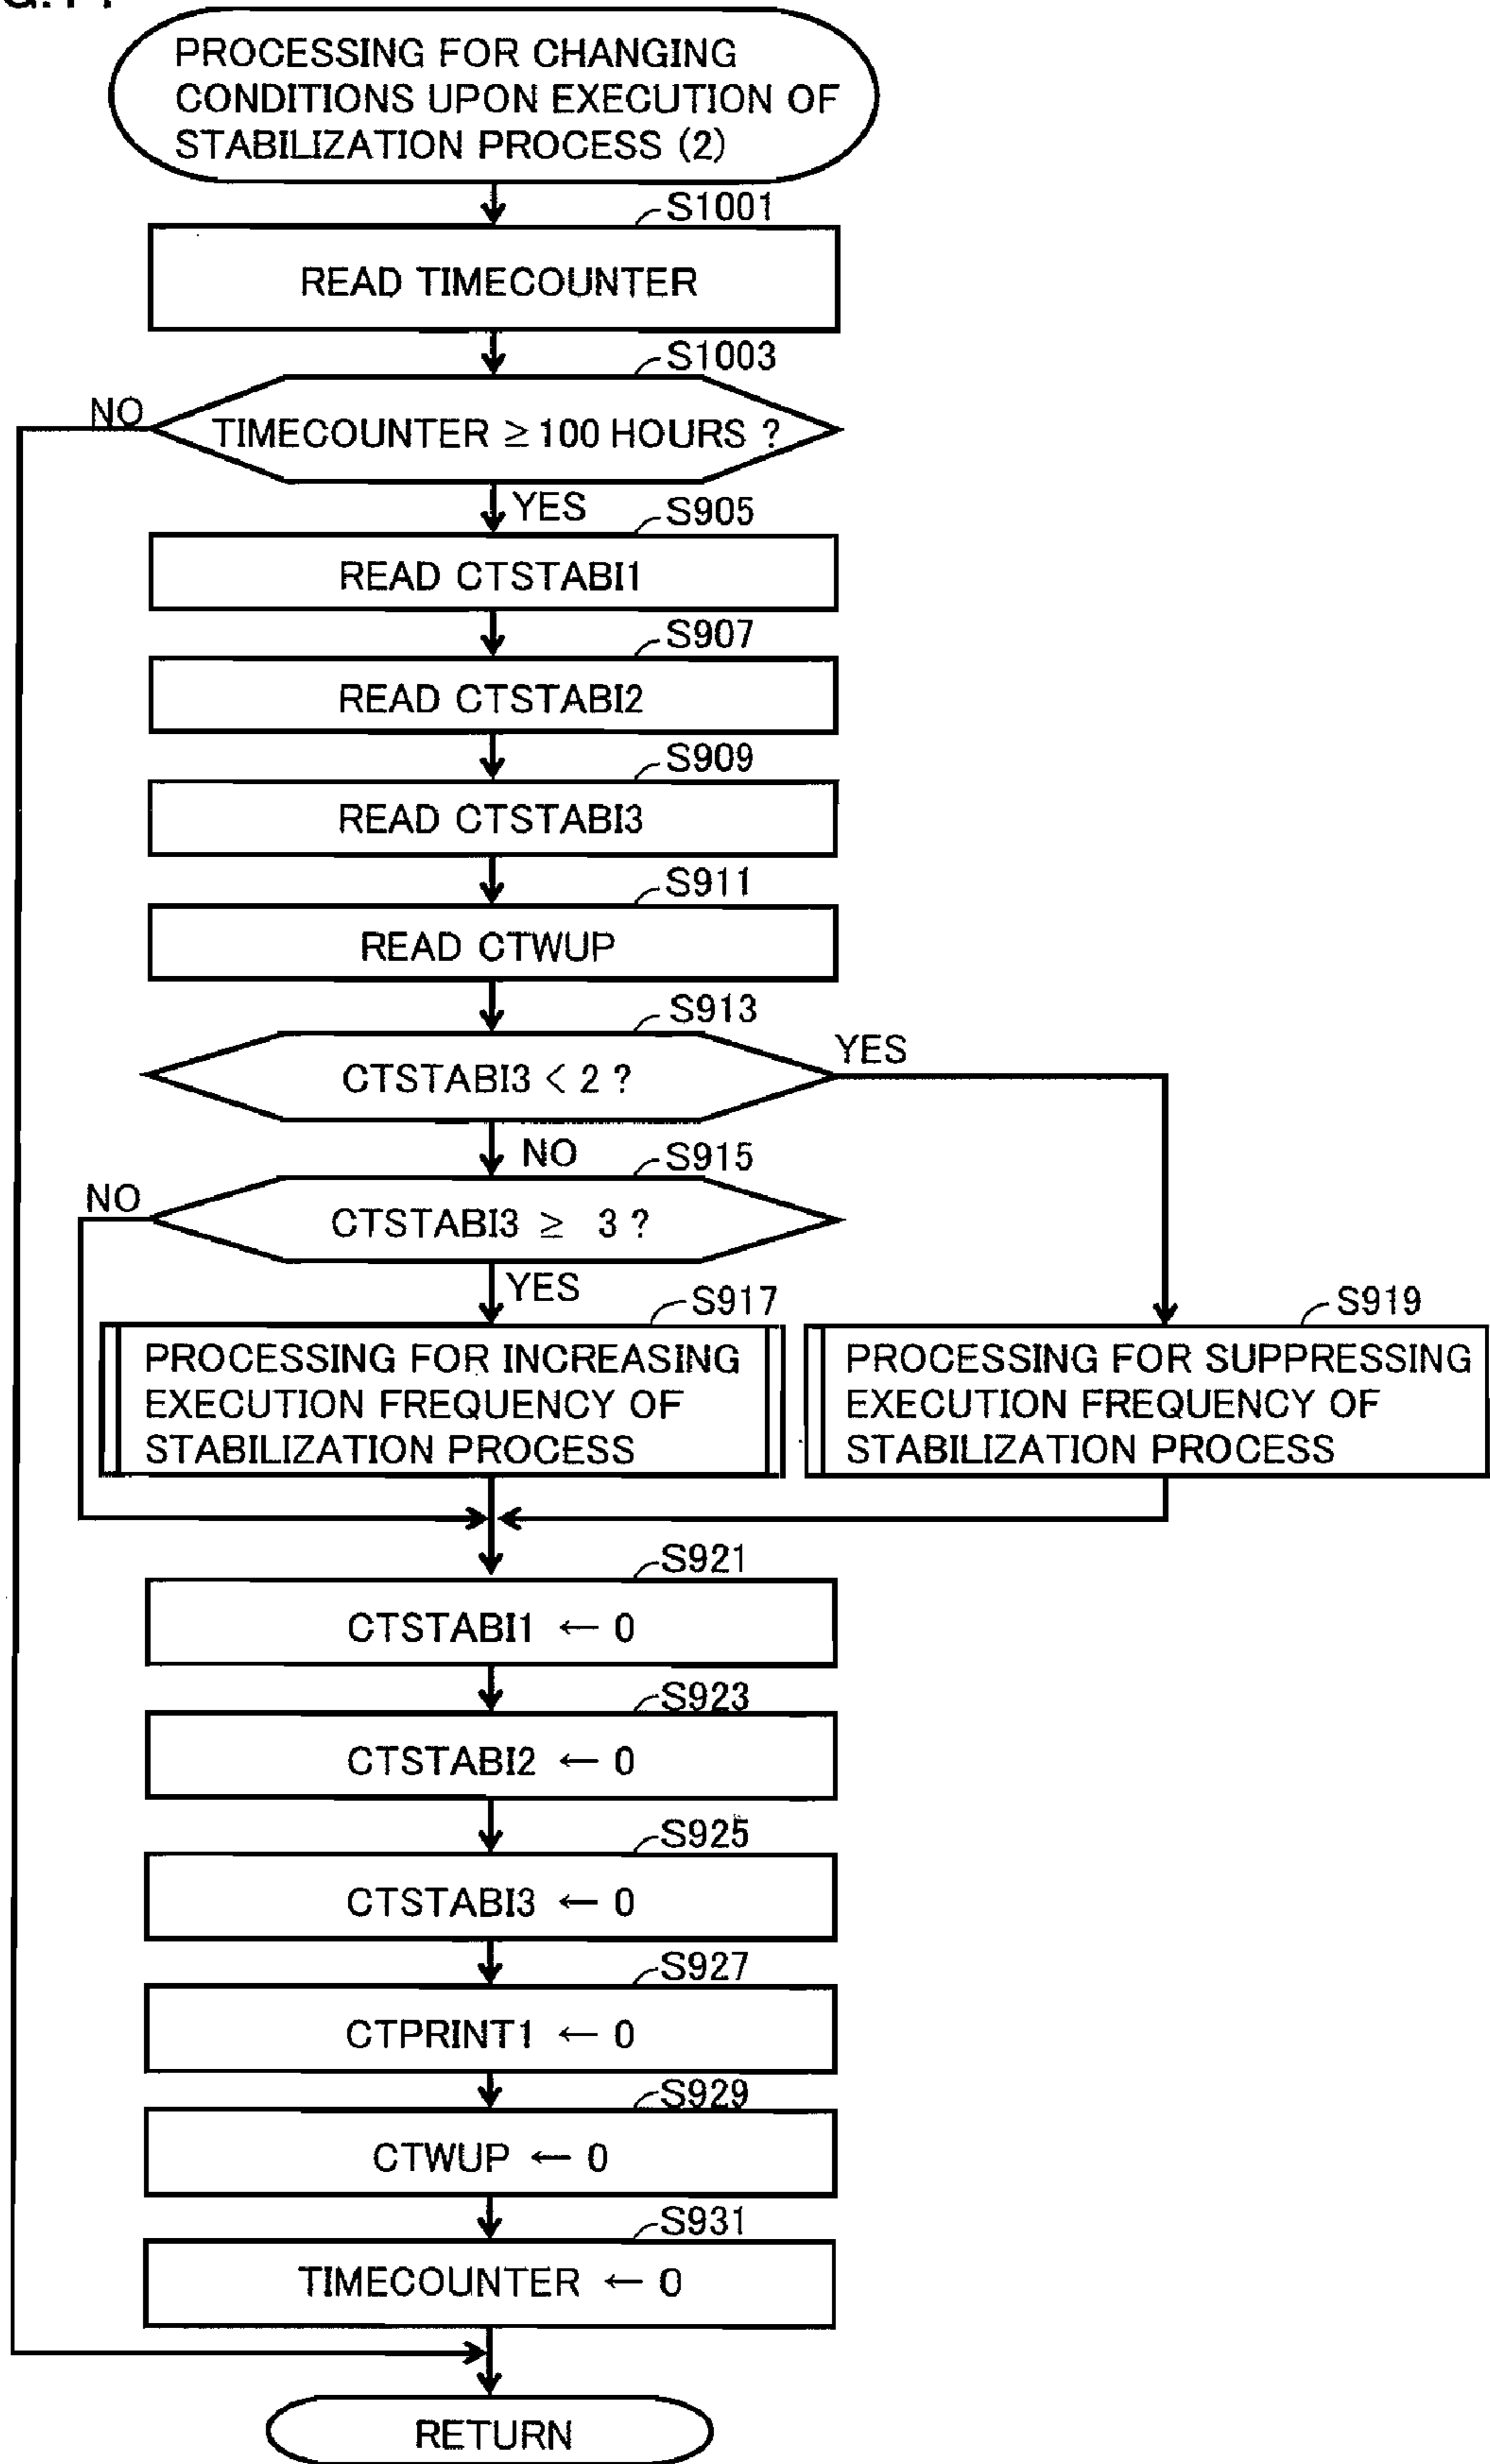 PROCESSING FOR CHANGING
CONDITIONS UPON EXECUTION OF
STABILIZATION PROCESS (2)
S1001
READ TIMECOUNTER
S1003
NO
TIMECOUNTER ≥ 100 HOURS ?
YES
S905
READ CTSTABI1
S907
READ CTSTABI2
S909
READ CTSTABI3
S911
READ CTWUP
S913
YES
CTSTABI3 < 2 ?
NO
S915
NO
CTSTABI3 ≥ 3 ?
YES
S917
PROCESSING FOR INCREASING
EXECUTION FREQUENCY OF
STABILIZATION PROCESS
S919
PROCESSING FOR SUPPRESSING
EXECUTION FREQUENCY OF
STABILIZATION PROCESS
S921
CTSTABI1 ← 0
S923
CTSTABI2 ← 0
S925
CTSTABI3 ← 0
S927
CTPRINT1 ← 0
S929
CTWUP ← 0
S931
TIMECOUNTER ← 0
RETURN